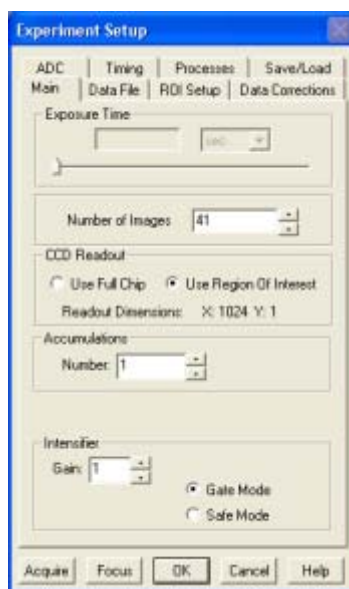 Experiment Setup
ADC Timing Processes Save/Load
Main Data File ROI Setup Data Corrections
Exposure Time
sec
Number of Images 41
CCD Readout
Use Full Chip Use Region Of Interest
Readout Dimensions: X: 1024 Y: 1
Accumulations
Number: 1
Intensifier
Gain: 1
Gate Mode
Safe Mode
Acquire Focus OK Cancel Help